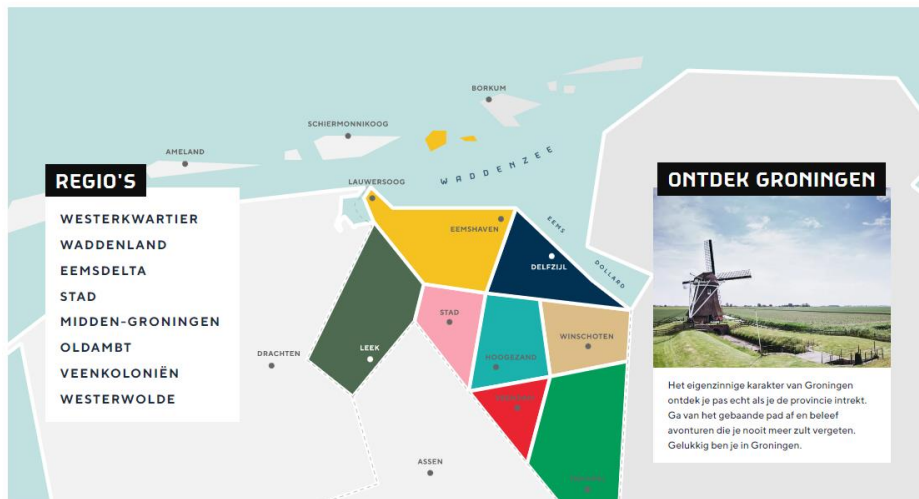 BORKUM
SCHIERMONNIKOOG
AMELAND
WADDENZEE
REGIO'S
WESTERKWARTIER
WADDENLAND
EEMSDELTA
STAD
MIDDEN-GRONINGEN
OLDAMBT
VEENKOLONIËN
WESTERWOLDE
LAUWERSOOG
EEMSHAVEN
EEMS
DOLLARD
DELFZIJL
STAD
WINSCHOTEN
LEEK
HOOGEZAND
DRACHTEN
ASSEN
ONTDEK GRONINGEN
Het eigenzinnige karakter van Groningen
ontdek je pas echt als je de provincie intrekt.
Ga van het gebaande pad af en beleef
avonturen die je nooit meer zult vergeten.
Gelukkig ben je in Groningen.